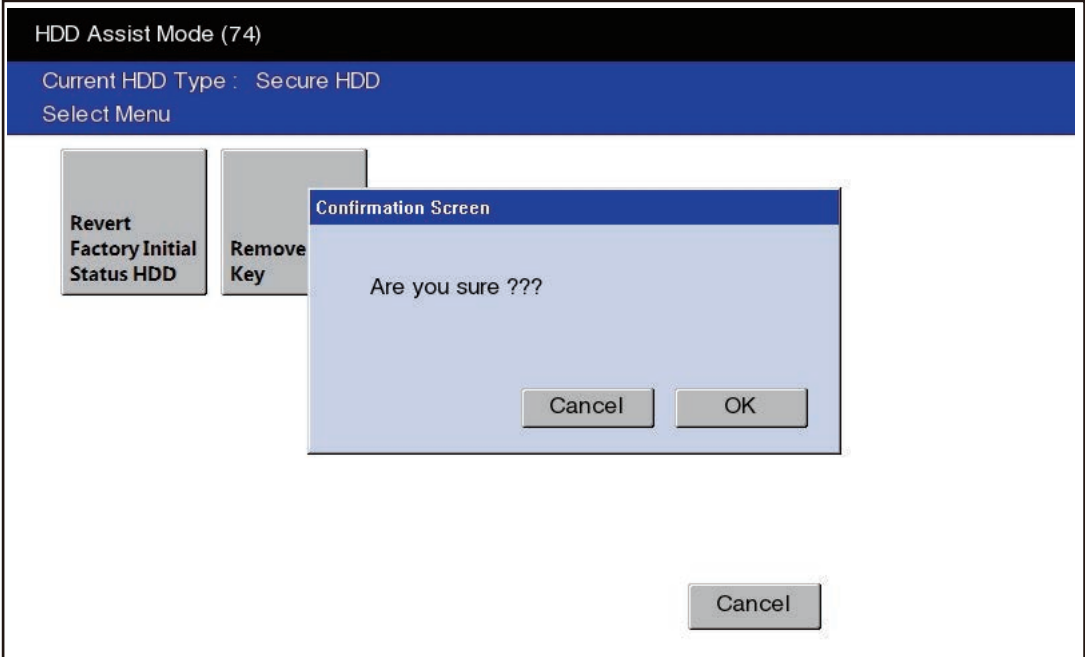 HDD Assist Mode (74)
Current HDD Type : Secure HDD
Select Menu
Revert
Factory Initial
Status HDD
Remove
Key
Confirmation Screen
Are you sure ???
Cancel
OK
Cancel